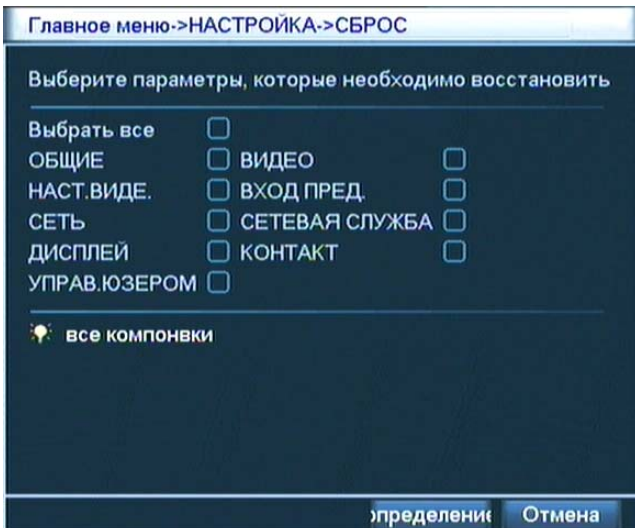 Главное меню->НАСТРОЙКА->СБРОС
Выберите параметры, которые необходимо восстановить
Выбрать все
ОБЩИЕ ВИДЕО
НАСТ.ВИДЕ. ВХОД ПРЕД.
СЕТЬ СЕТЕВАЯ СЛУЖБА
ДИСПЛЕЙ КОНТАКТ
УПРАВ.ЮЗЕРОМ
все компонвки
определение Отмена